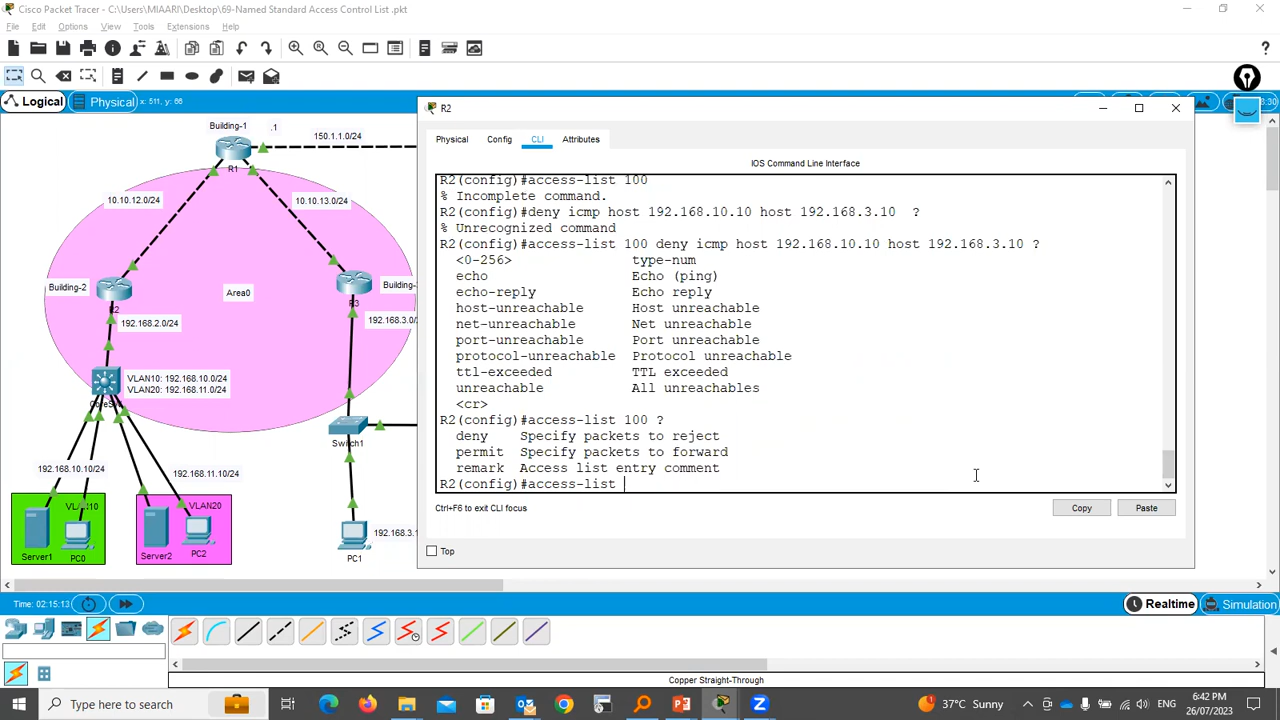 Cisco Packet Tracer - C:\Users\MIAARI\Desktop\69-Named Standard Access Control List .pkt
File Edit Options View Tools Extensions Help
Logical Physical x: 511, y: 66
Building-1
.1
150.1.1.0/24
R1
10.10.12.0/24
10.10.13.0/24
Building-2
Area0
Building-
192.168.2.0/24
192.168.3.0/
VLAN10: 192.168.10.0/24
VLAN20: 192.168.11.0/24
Switch1
192.168.10.10/24
192.168.11.10/24
VLAN20
192.168.3.1
Server1 PC0
Server2 PC2
PC1
R2
Physical Config CLI Attributes
IOS Command Line Interface
R2(config)#access-list 100
% Incomplete command.
R2(config)#deny icmp host 192.168.10.10 host 192.168.3.10 ?
% Unrecognized command
R2(config)#access-list 100 deny icmp host 192.168.10.10 host 192.168.3.10 ?
<0-256> type-num
echo Echo (ping)
echo-reply Echo reply
host-unreachable Host unreachable
net-unreachable Net unreachable
port-unreachable Port unreachable
protocol-unreachable Protocol unreachable
ttl-exceeded TTL exceeded
unreachable All unreachables
<cr>
R2(config)#access-list 100 ?
deny Specify packets to reject
permit Specify packets to forward
remark Access list entry comment
R2(config)#access-list
Ctrl+F6 to exit CLI focus
Copy Paste
Top
Time: 02:15:13
Realtime Simulation
Copper Straight-Through
Type here to search
37°C Sunny
ENG
6:42 PM
26/07/2023